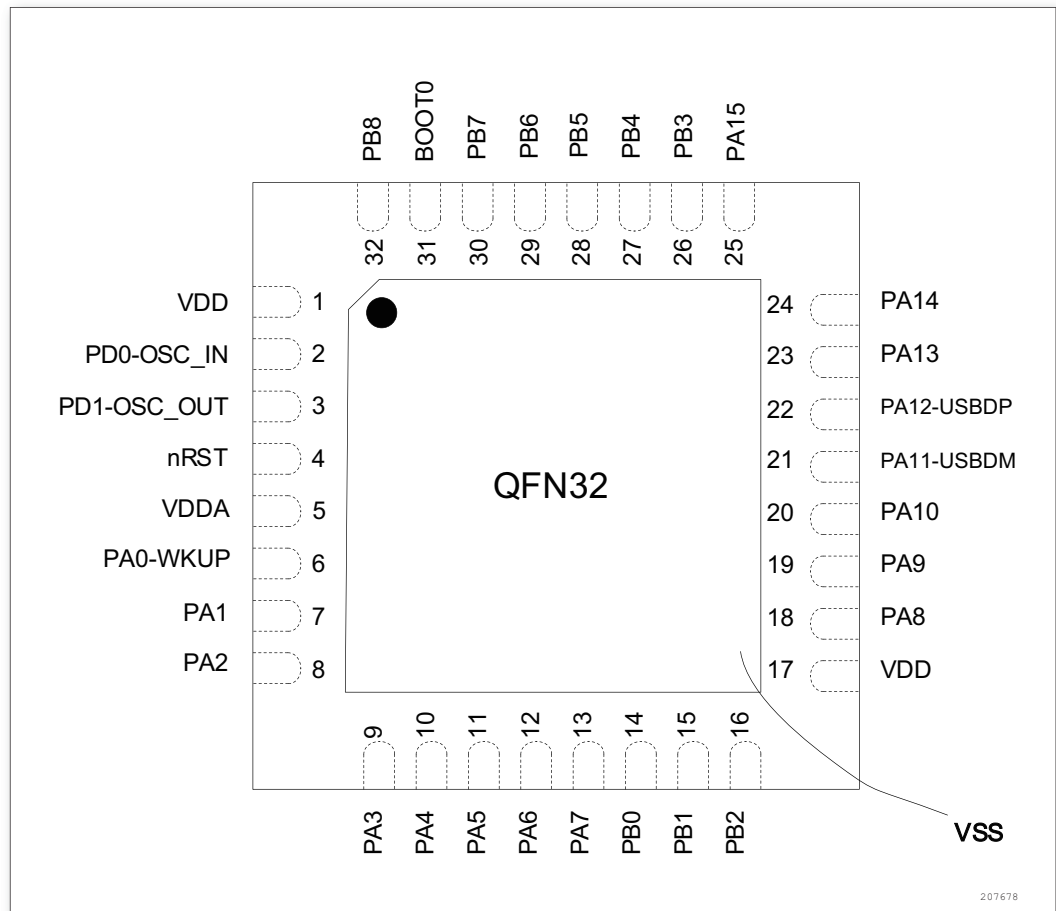 PB8
BOOT0
PB7
PB6
PB5
PB4
PB3
PA15
32
31
30
29
28
27
26
25
VDD 1
PD0-OSC_IN 2
PD1-OSC_OUT 3
nRST 4
VDDA 5
PA0-WKUP 6
PA1 7
PA2 8
QFN32
24 PA14
23 PA13
22 PA12-USBDP
21 PA11-USBDM
20 PA10
19 PA9
18 PA8
17 VDD
9
10
11
12
13
14
15
16
PA3
PA4
PA5
PA6
PA7
PB0
PB1
PB2
VSS
207678